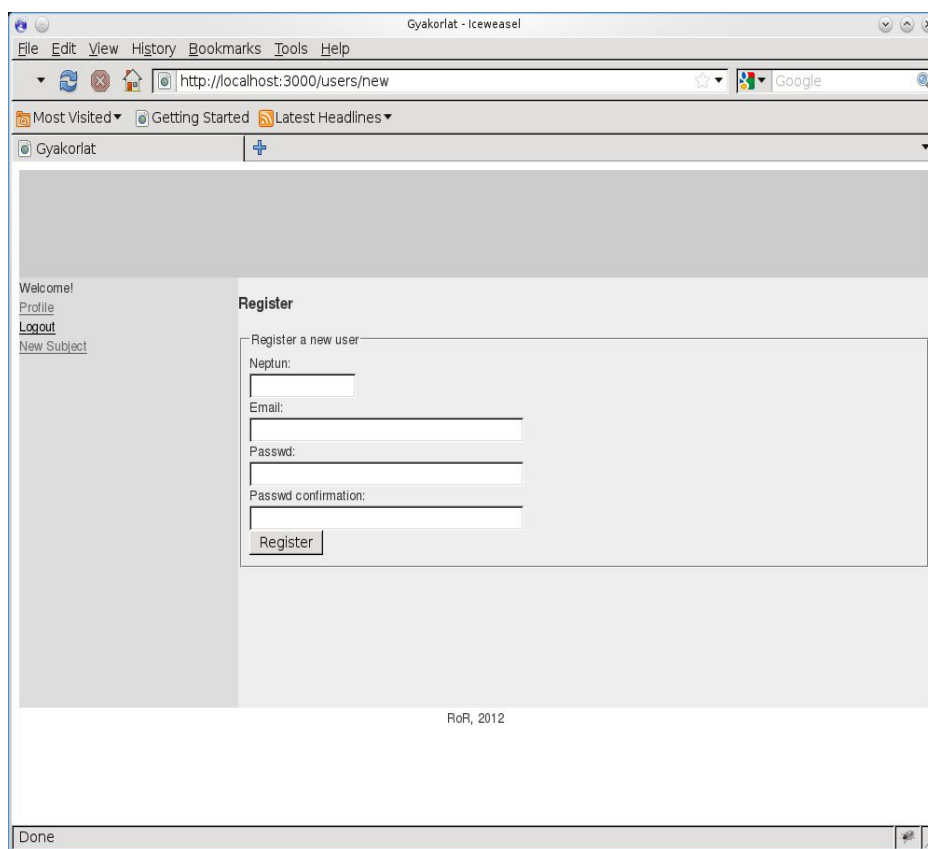 Gyakorlat - Iceweasel
File Edit View History Bookmarks Tools Help
http://localhost:3000/users/new
Google
Most Visited Getting Started Latest Headlines
Gyakorlat
Welcome!
Profile
Logout
New Subject
Register
Register a new user
Neptun:
Email:
Passwd:
Passwd confirmation:
Register
RoR, 2012
Done